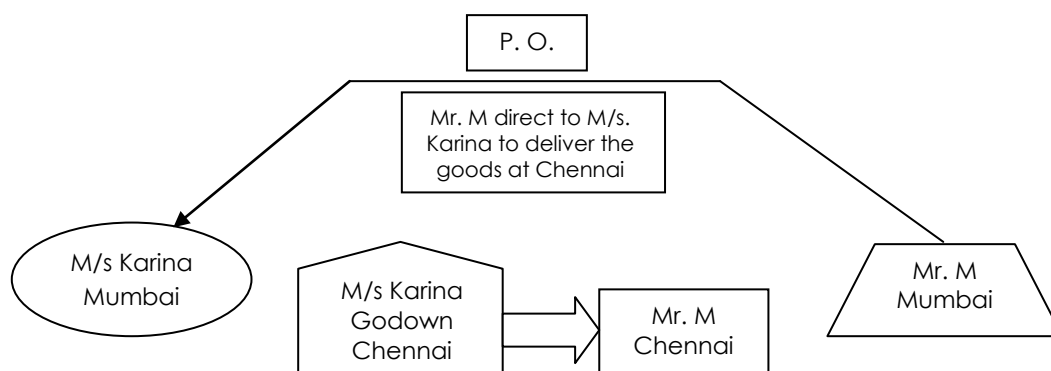 P. O.
Mr. M direct to M/s.
Karina to deliver the
goods at Chennai
M/s Karina
Mumbai
M/s Karina
Godown
Chennai
Mr. M
Chennai
Mr. M
Mumbai